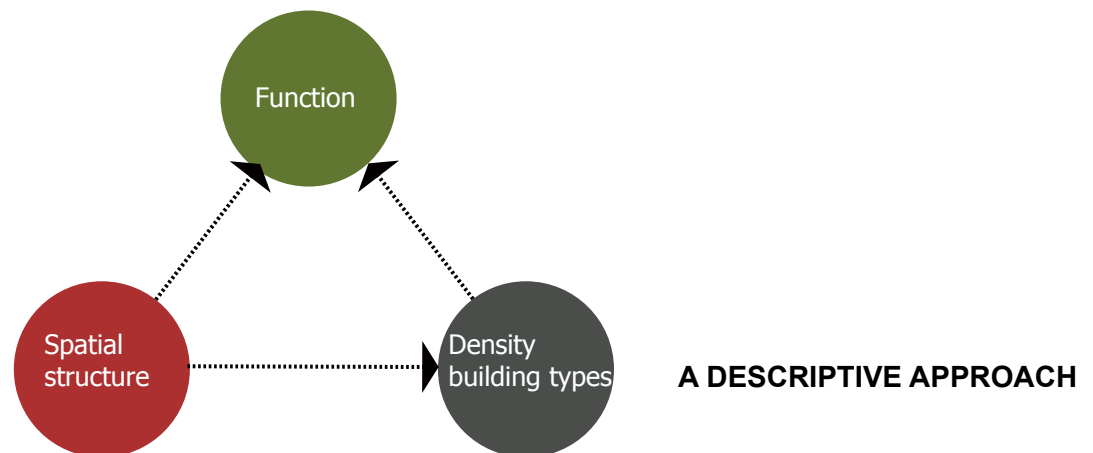 Function
Spatial
structure
Density
building types
A DESCRIPTIVE APPROACH